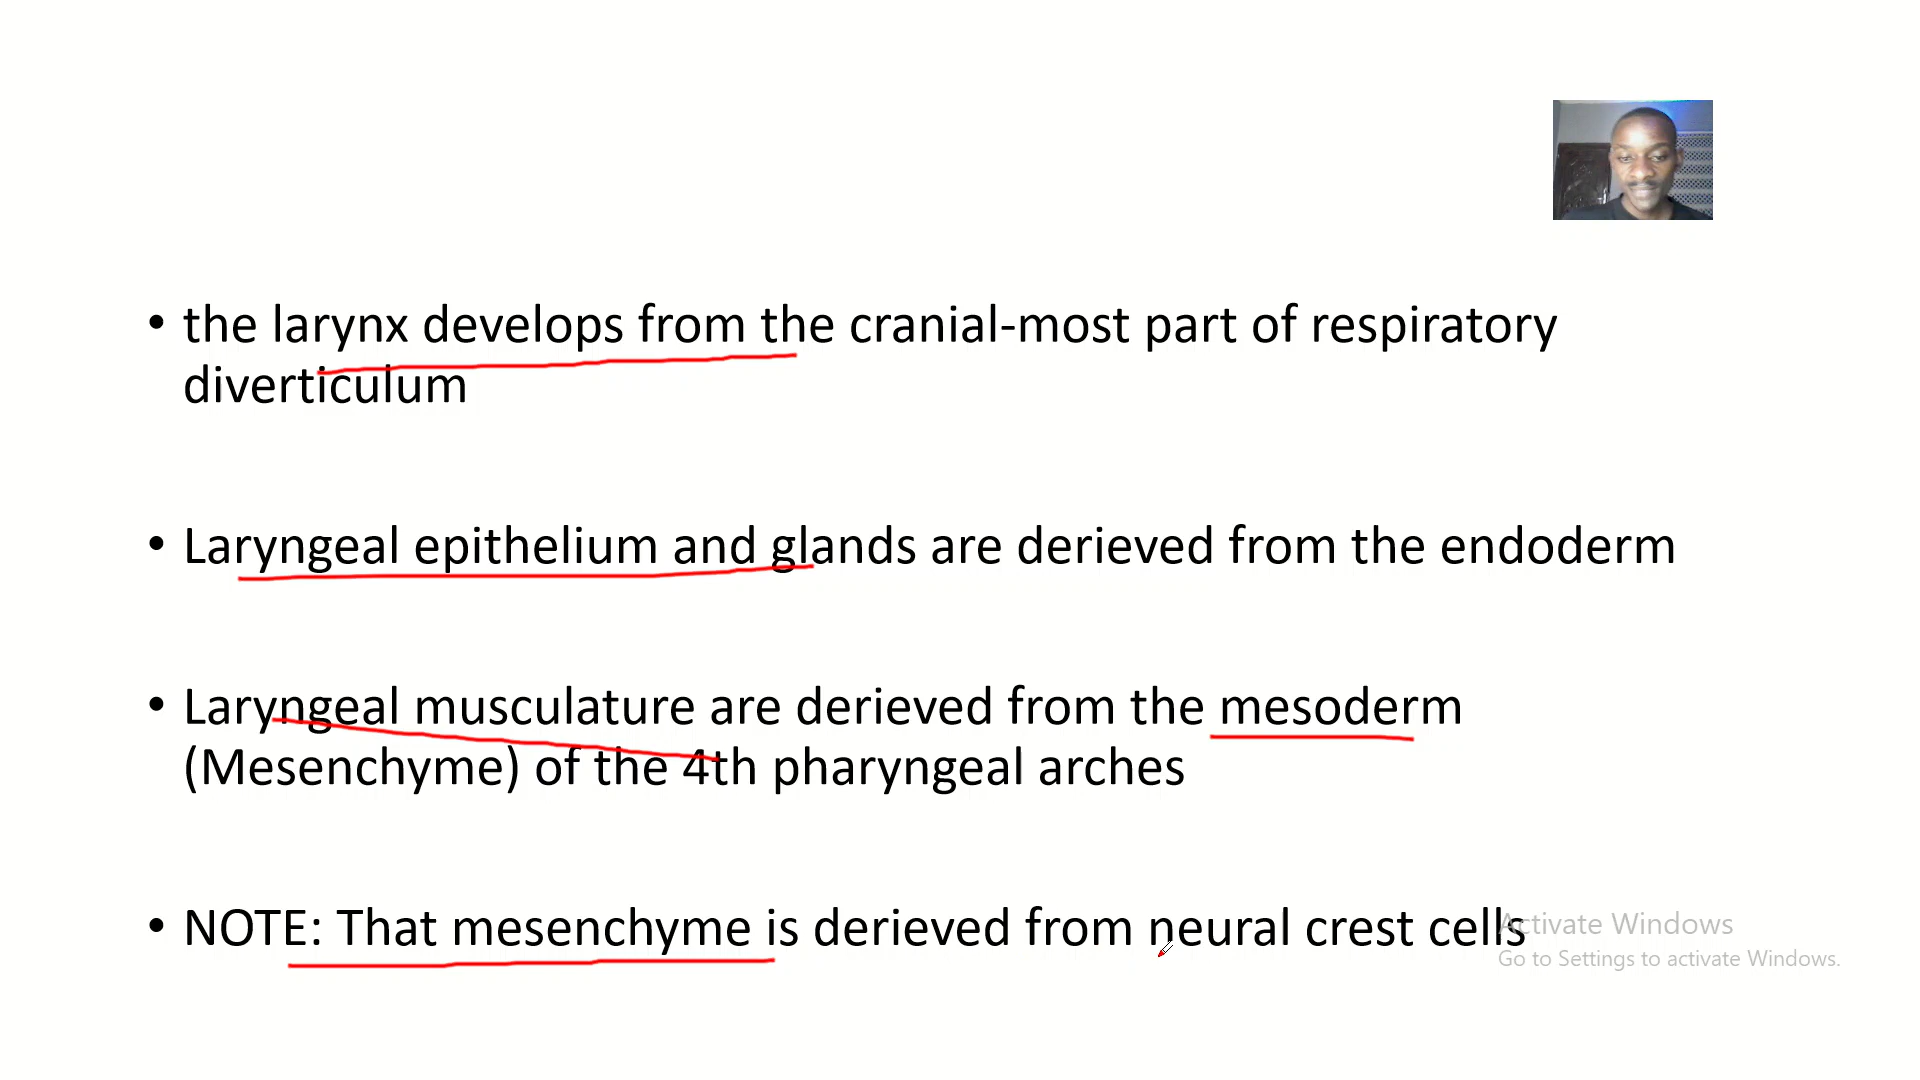 • the larynx develops from the cranial-most part of respiratory
diverticulum
• Laryngeal epithelium and glands are derieved from the endoderm
• Laryngeal musculature are derieved from the mesoderm
(Mesenchyme) of the 4th pharyngeal arches
• NOTE: That mesenchyme is derieved from neural crest cells
Activate Windows
Go to Settings to activate Windows.